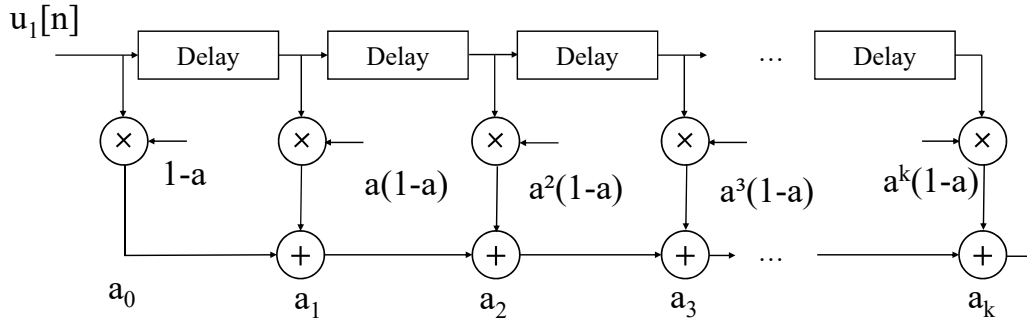 u₁[n]
Delay Delay Delay ... Delay
× × × × ×
1-a a(1-a) a²(1-a) a³(1-a) aᵏ(1-a)
+ + + ... +
a₀ a₁ a₂ a₃ aₖ